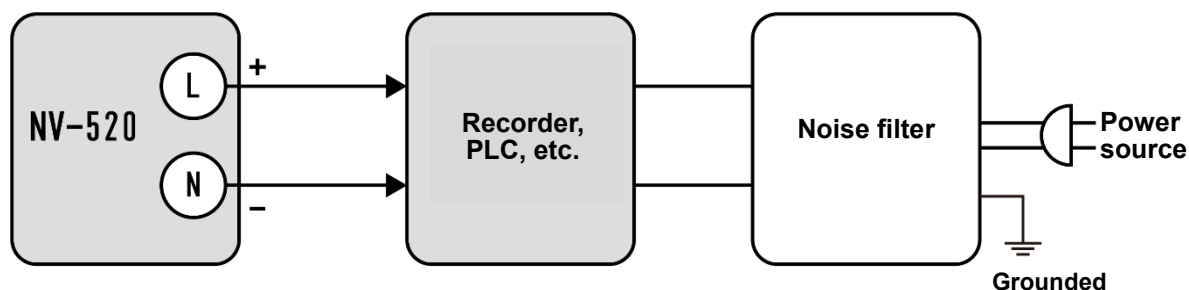 NV-520
L
+
N
−
Recorder,
PLC, etc.
Noise filter
Power
source
Grounded